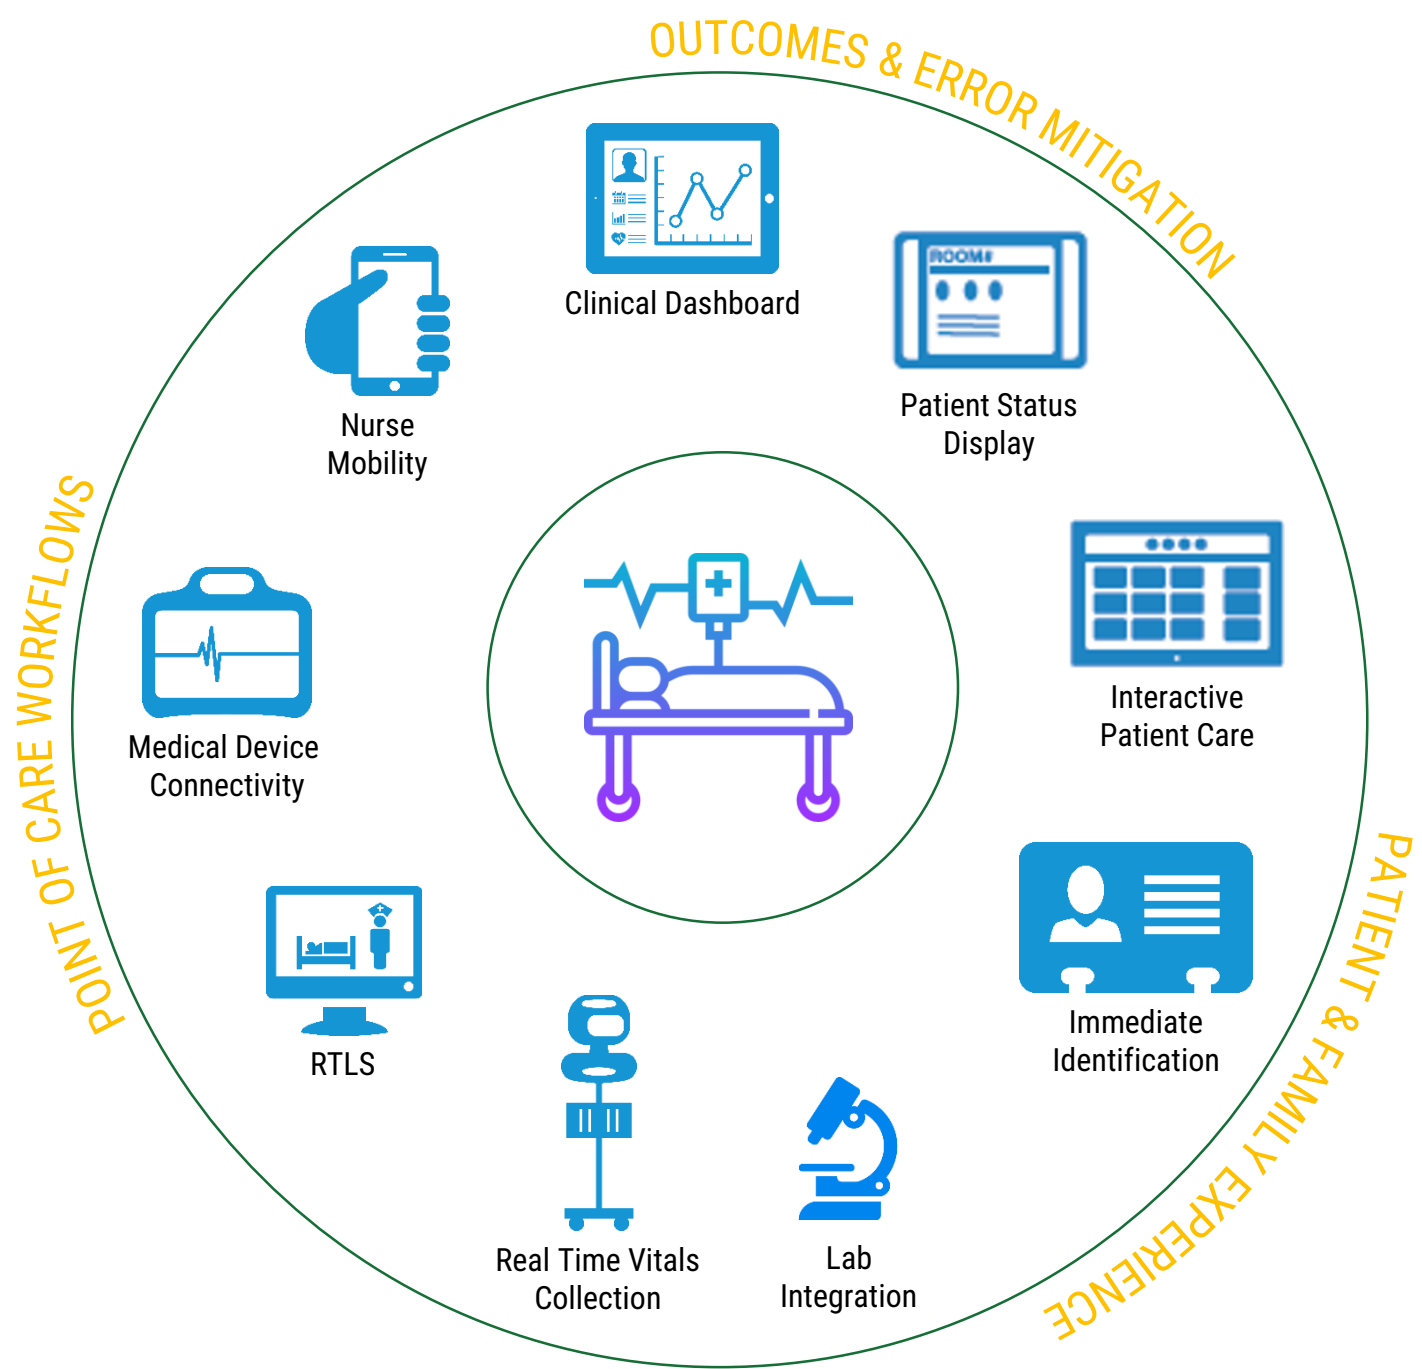 OUTCOMES & ERROR MITIGATION
Clinical Dashboard
ROOM#
Patient Status
Display
Nurse
Mobility
Interactive
Patient Care
Medical Device
Connectivity
POINT OF CARE WORKFLOWS
Immediate
Identification
RTLS
PATIENT & FAMILY EXPERIENCE
Real Time Vitals
Collection
Lab
Integration